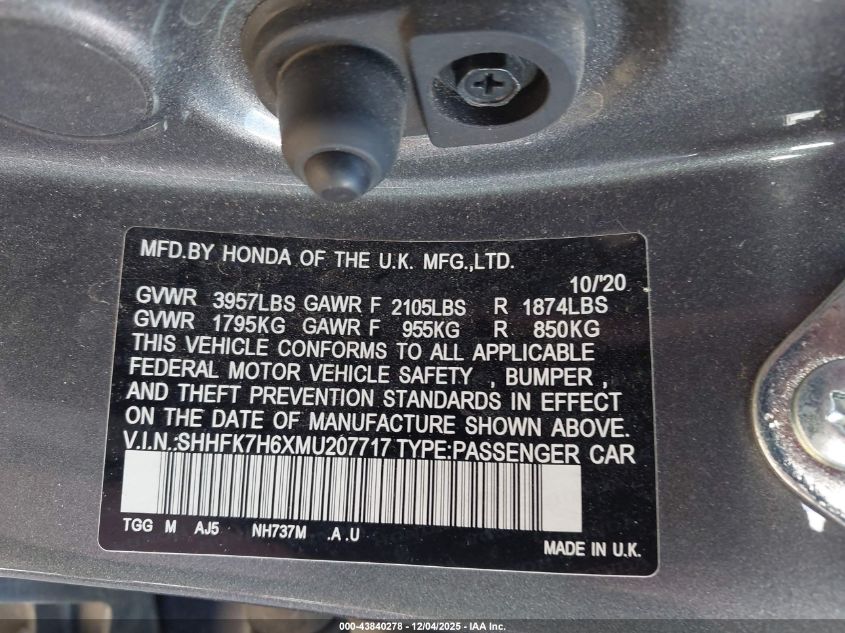 MFD.BY HONDA OF THE U.K. MFG.,LTD.
10/'20
GVWR 3957LBS GAWR F 2105LBS R 1874LBS
GVWR 1795KG GAWR F 955KG R 850KG
THIS VEHICLE CONFORMS TO ALL APPLICABLE
FEDERAL MOTOR VEHICLE SAFETY , BUMPER ,
AND THEFT PREVENTION STANDARDS IN EFFECT
ON THE DATE OF MANUFACTURE SHOWN ABOVE.
V.I.N.:SHHFK7H6XMU207717 TYPE:PASSENGER CAR
TGG M AJ5 NH737M .A .U
MADE IN U.K.
000-43840278 - 12/04/2025 - IAA Inc.